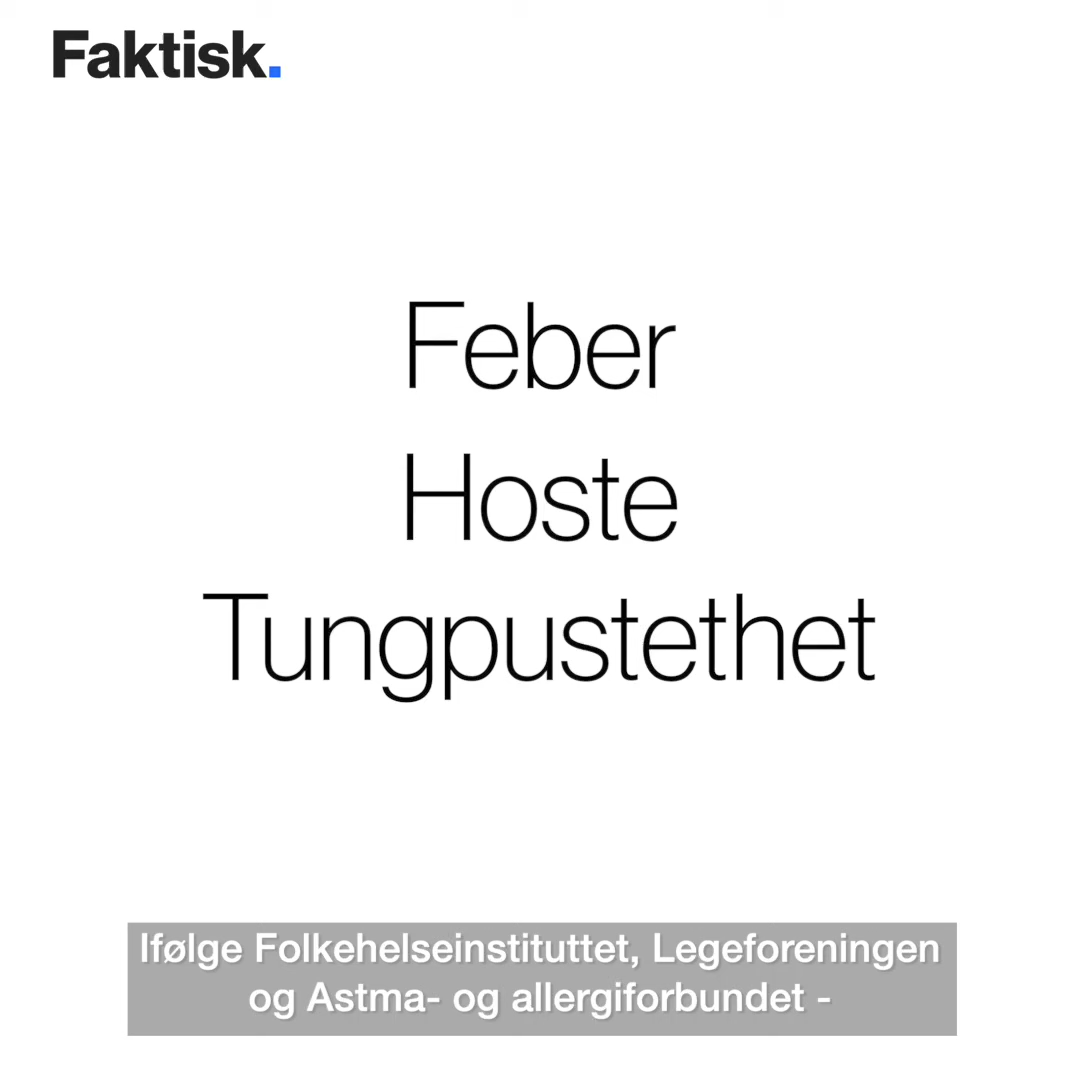 Faktisk.
Feber
Hoste
Tungpustethet
Ifølge Folkehelseinstituttet, Legeforeningen
og Astma- og allergiforbundet -